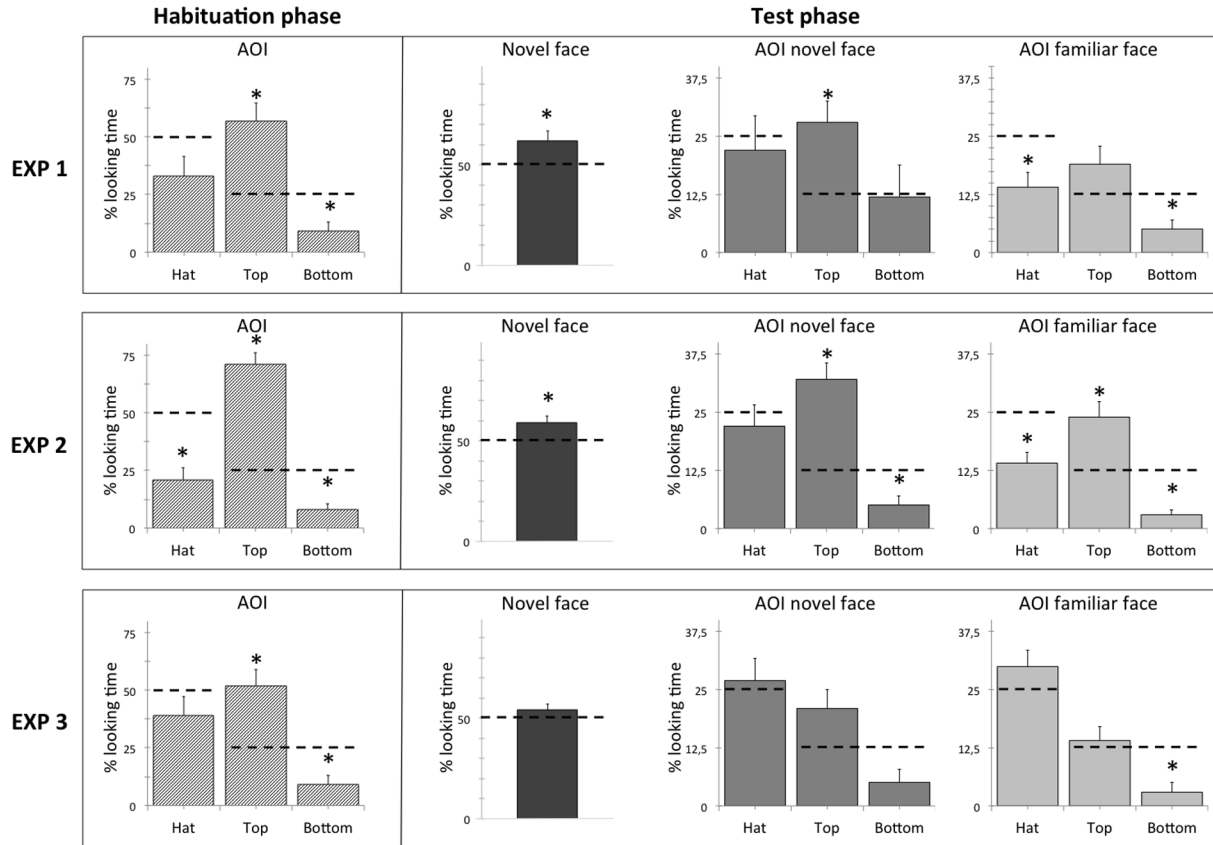 Habituation phase
Test phase
EXP 1
AOI
% looking time
75
50
25
0
*
*
Hat Top Bottom
Novel face
% looking time
50
0
*
AOI novel face
% looking time
37,5
25
12,5
0
*
Hat Top Bottom
AOI familiar face
37,5
25
12,5
0
*
*
Hat Top Bottom
EXP 2
AOI
% looking time
75
50
25
0
*
*
*
Hat Top Bottom
Novel face
% looking time
50
0
*
AOI novel face
% looking time
37,5
25
12,5
0
*
*
Hat Top Bottom
AOI familiar face
37,5
25
12,5
0
*
*
*
Hat Top Bottom
EXP 3
AOI
% looking time
75
50
25
0
*
*
Hat Top Bottom
Novel face
% looking time
50
0
AOI novel face
% looking time
37,5
25
12,5
0
Hat Top Bottom
AOI familiar face
37,5
25
12,5
0
*
Hat Top Bottom